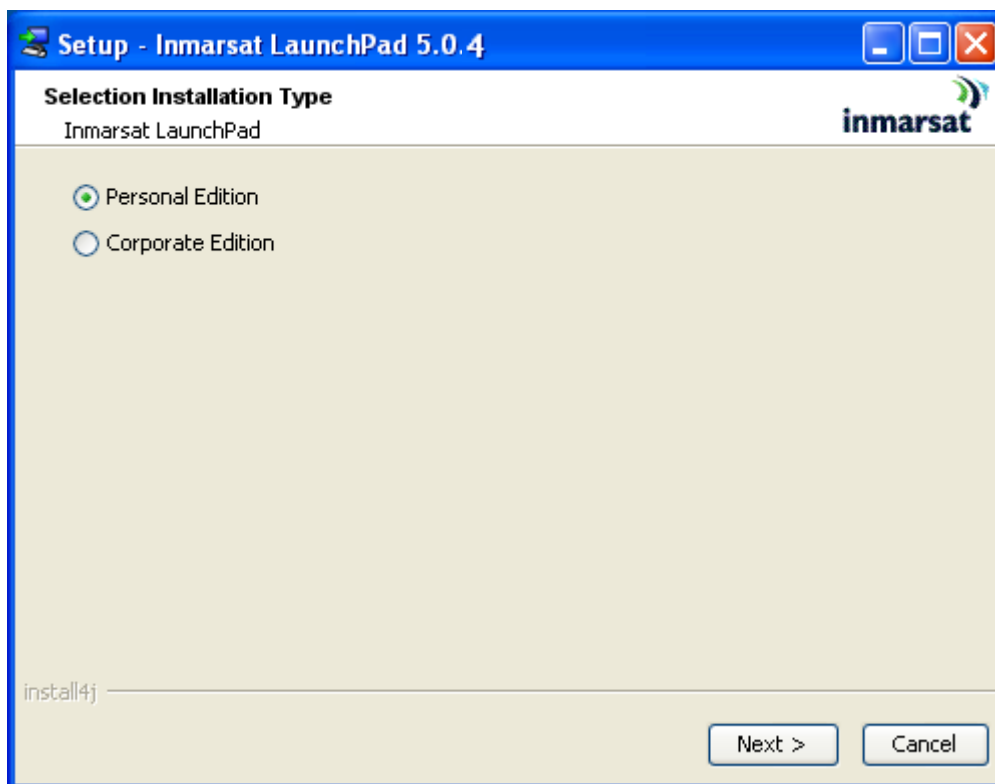 Setup - Inmarsat LaunchPad 5.0.4
Selection Installation Type
Inmarsat LaunchPad
inmarsat
Personal Edition
Corporate Edition
install4j
Next >
Cancel